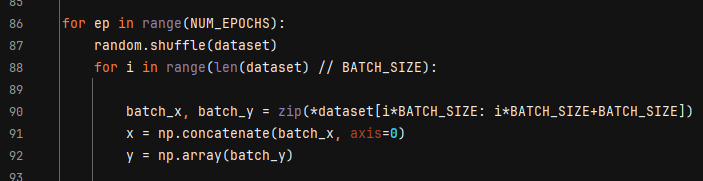 85
86 for ep in range(NUM_EPOCHS):
87 random.shuffle(dataset)
88 for i in range(len(dataset) // BATCH_SIZE):
89
90 batch_x, batch_y = zip(*dataset[i*BATCH_SIZE: i*BATCH_SIZE+BATCH_SIZE])
91 x = np.concatenate(batch_x, axis=0)
92 y = np.array(batch_y)
93